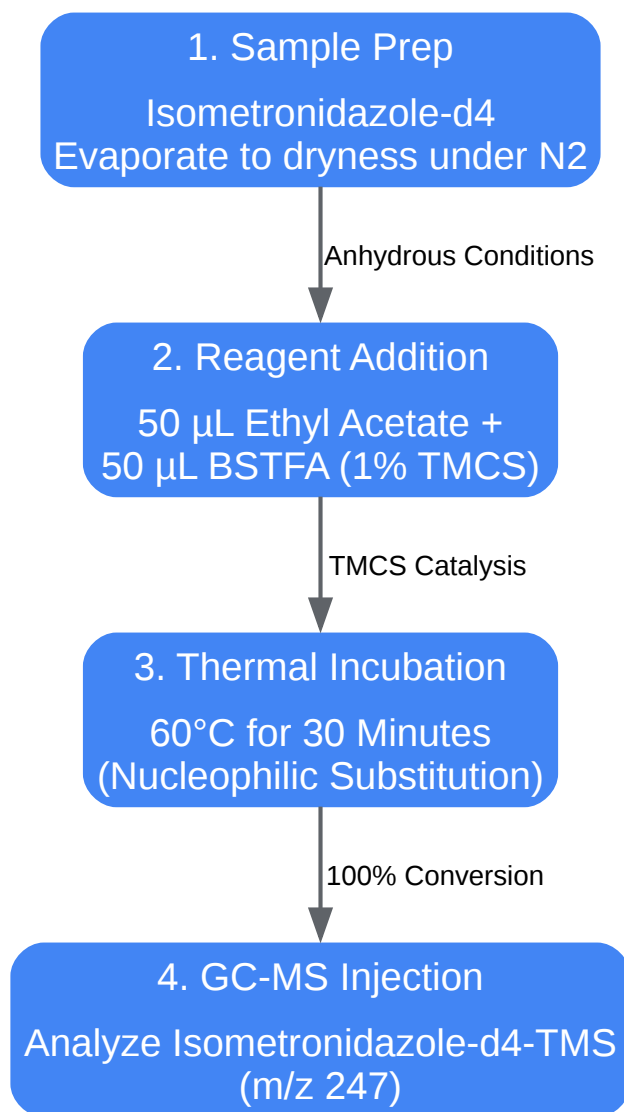 1. Sample Prep
Isometronidazole-d4
Evaporate to dryness under N2
Anhydrous Conditions
2. Reagent Addition
50 µL Ethyl Acetate +
50 µL BSTFA (1% TMCS)
TMCS Catalysis
3. Thermal Incubation
60°C for 30 Minutes
(Nucleophilic Substitution)
100% Conversion
4. GC-MS Injection
Analyze Isometronidazole-d4-TMS
(m/z 247)